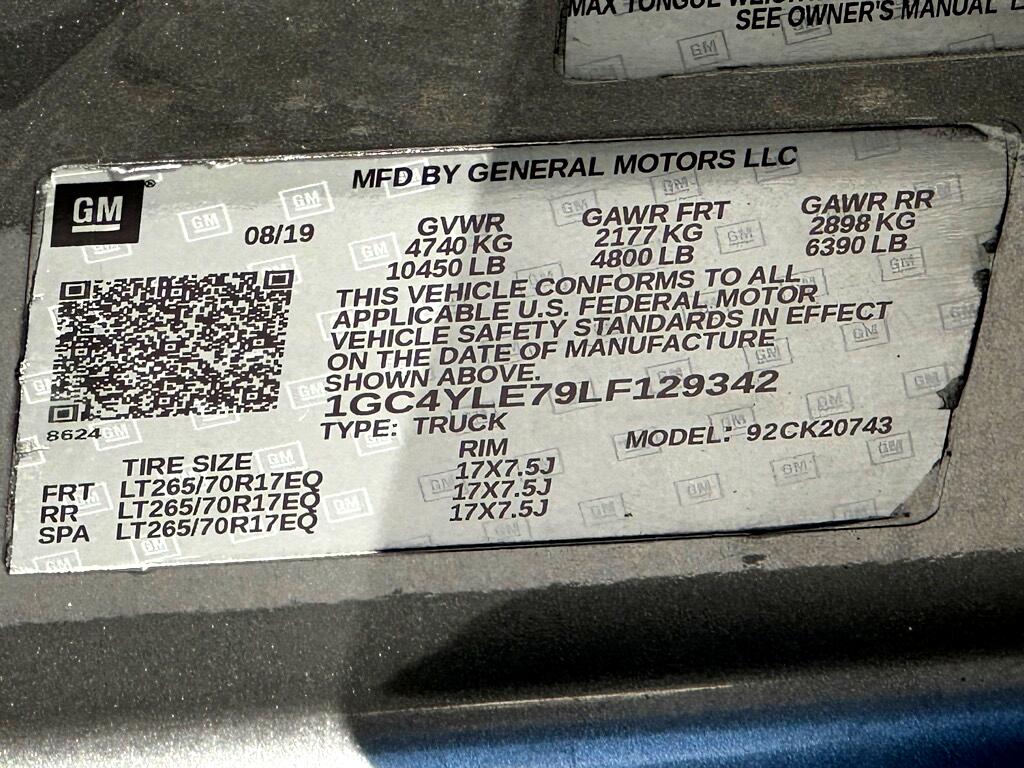 MAX TONGUE WEIGH
SEE OWNER'S MANUAL
GM
MFD BY GENERAL MOTORS LLC
08/19
GVWR GAWR FRT GAWR RR
4740 KG 2177 KG 2898 KG
10450 LB 4800 LB 6390 LB
THIS VEHICLE CONFORMS TO ALL
APPLICABLE U.S. FEDERAL MOTOR
VEHICLE SAFETY STANDARDS IN EFFECT
ON THE DATE OF MANUFACTURE
SHOWN ABOVE.
1GC4YLE79LF129342
8624
TYPE: TRUCK MODEL: 92CK20743
TIRE SIZE RIM
FRT LT265/70R17EQ 17X7.5J
RR LT265/70R17EQ 17X7.5J
SPA LT265/70R17EQ 17X7.5J